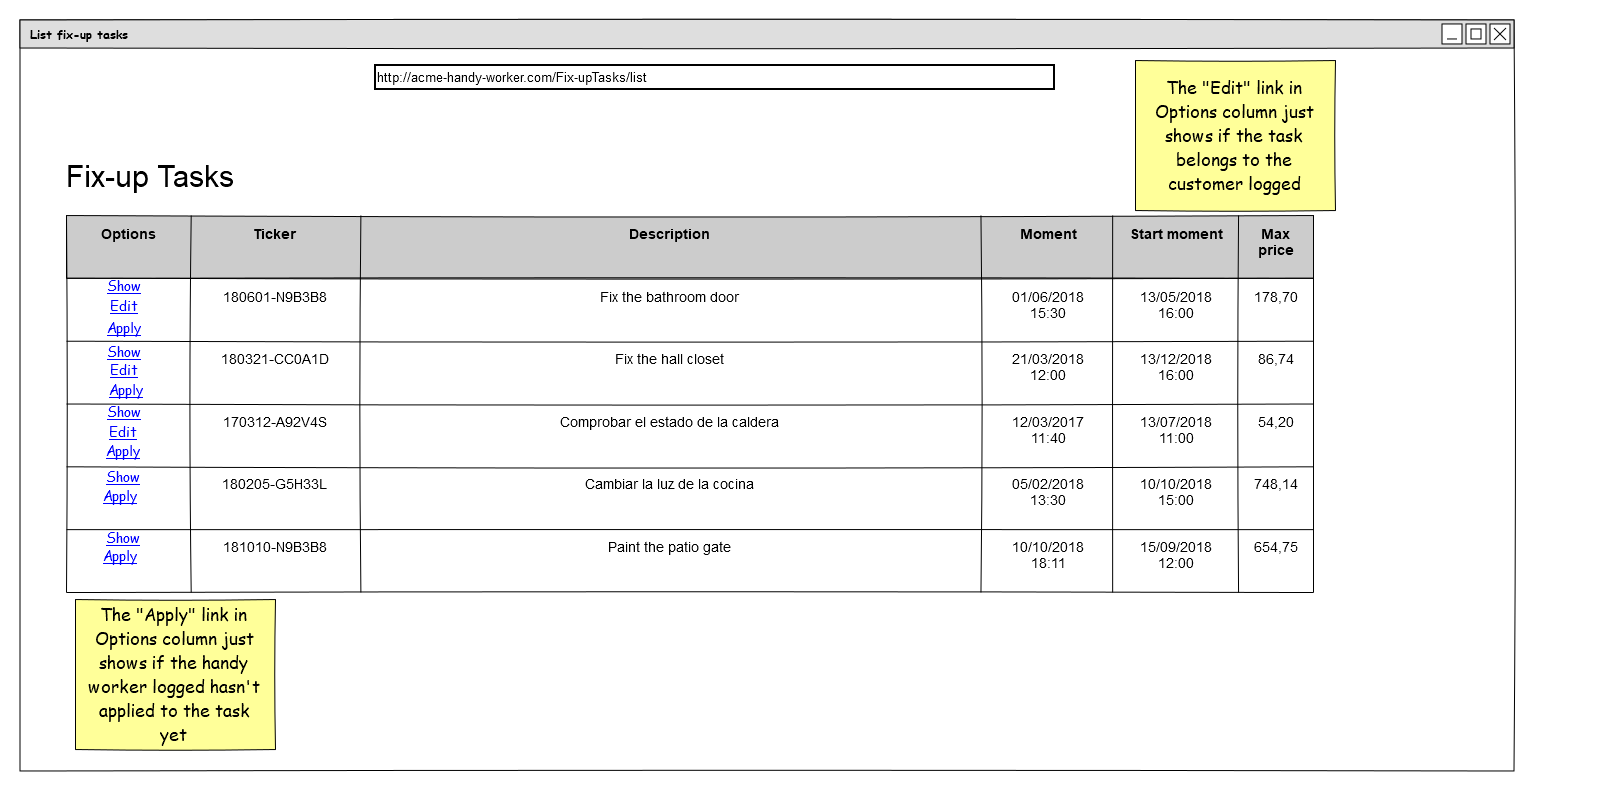 List fix-up tasks
http://acme-handy-worker.com/Fix-upTasks/list
The "Edit" link in
Options column just
shows if the task
belongs to the
customer logged
Fix-up Tasks
Options Ticker Description Moment Start moment Max
price
Show
180601-N9B3B8 Fix the bathroom door 01/06/2018 13/05/2018 178,70
Edit
15:30 16:00
Apply
Show
180321-CC0A1D Fix the hall closet 21/03/2018 13/12/2018 86,74
Edit
12:00 16:00
Apply
Show
170312-A92V4S Comprobar el estado de la caldera 12/03/2017 13/07/2018 54,20
Edit
11:40 11:00
Apply
Show
180205-G5H33L Cambiar la luz de la cocina 05/02/2018 10/10/2018 748,14
Apply
13:30 15:00
Show
181010-N9B3B8 Paint the patio gate 10/10/2018 15/09/2018 654,75
Apply
18:11 12:00
The "Apply" link in
Options column just
shows if the handy
worker logged hasn't
applied to the task
yet